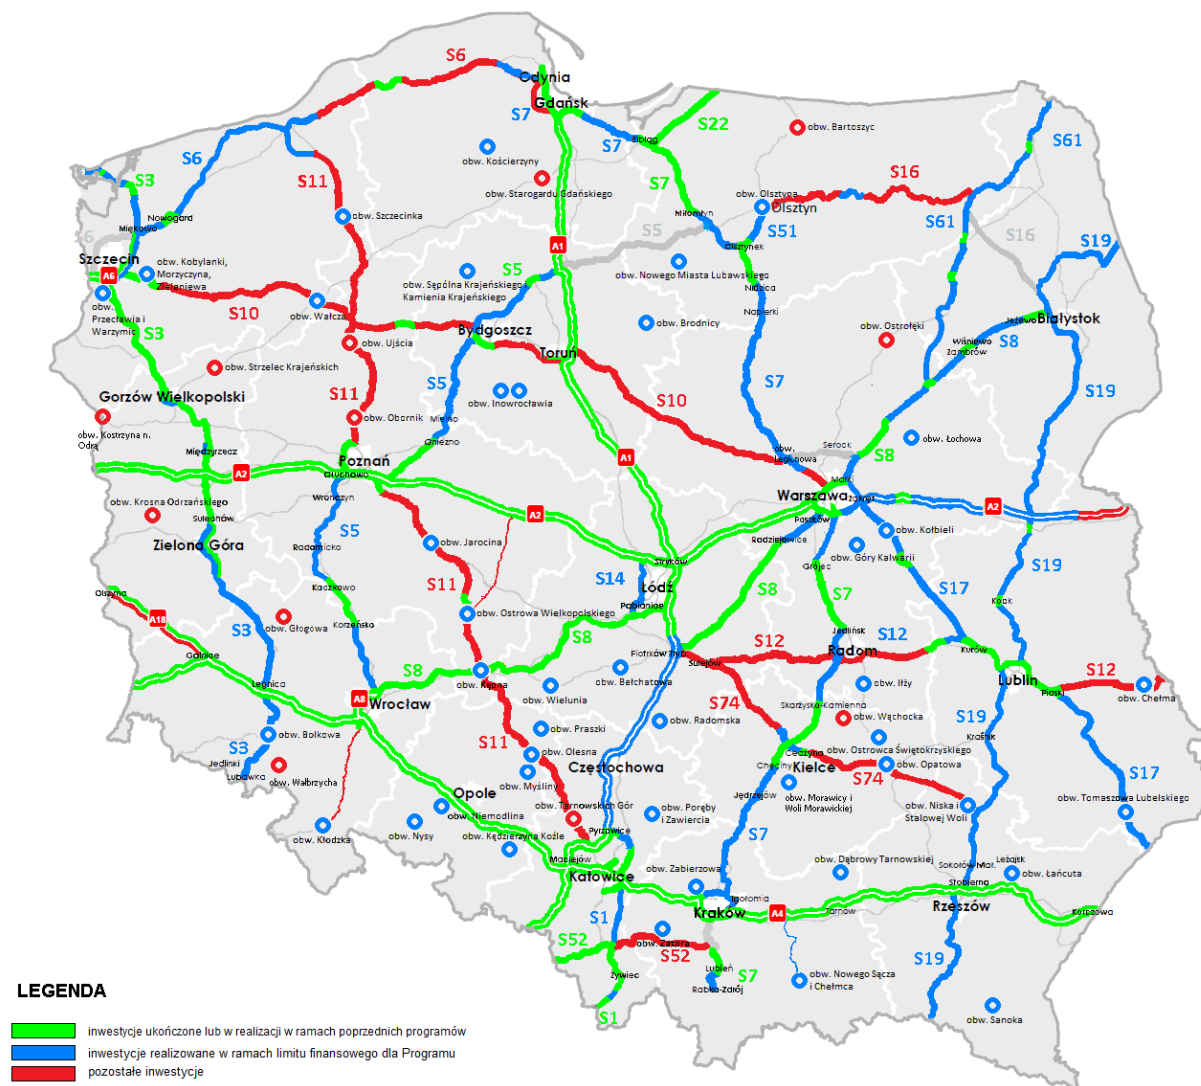 S6
Gdynia
Gdańsk
S7
S22
Elbląg
S7
obw. Bartoszyc
S61
obw. Kościerzyny
S6
S3
S11
obw. Starogardu Gdańskiego
S7
obw. Olsztyna
Olsztyn
S16
S61
Nowogard
Miękowo
obw. Szczecinka
Miłomłyn
S51
S5
Olsztynek
S16
S19
S6
Szczecin
A6
obw. Kobylanki,
Morzyczyna,
Zieleniewa
A1
obw. Sępólna Krajeńskiego i
Kamienia Krajeńskiego
S5
obw. Nowego Miasta Lubawskiego
Nidzica
Napierki
obw.
Przecławia i
Warzymic
S10
obw. Wałcza
Bydgoszcz
obw. Brodnicy
obw. Ostrołęki
Jeżewo
Białystok
S3
obw. Ujścia
Toruń
Wiśniewo
Zambrów
S8
obw. Strzelec Krajeńskich
S5
obw. Inowrocławia
S7
S19
Gorzów Wielkopolski
S11
obw. Kostrzyna n.
Odrą
obw. Obornik
Mielno
Gniezno
S10
obw. Łochowa
Międzyrzecz
Poznań
Głuchowo
A2
A1
obw.
Legionowa
Serock
S8
Marki
Warszawa
Zakręt
obw. Krosna Odrzańskiego
Wronczyn
A2
A2
Sulechów
S5
Paszków
obw. Kołbieli
Zielona Góra
Radomicko
obw. Jarocina
Radziejowice
obw. Góry Kalwarii
Stryków
Grójec
S19
Olszyna
Kaczkowo
S11
S14
Łódź
S8
S7
S17
Kock
A18
obw. Głogowa
Korzeńsko
obw. Ostrowa Wielkopolskiego
Pabianice
S3
S8
Jedlińsk
S12
Golnice
Piotrków Tryb.
Sulejów
S12
Radom
Kurów
Legnica
S8
obw. Kępna
obw. Bełchatowa
Lublin
S12
Piaski
A8
Wrocław
obw. Wielunia
S74
obw. Iłży
obw. Chełma
Skarżysko-Kamienna
obw. Wąchocka
obw. Bolkowa
obw. Praszki
obw. Radomska
S19
Kraśnik
S3
Jedlinki
Lubawka
S11
obw. Olesna
Cedzyna
Chęciny
Kielce
obw. Ostrowca Świętokrzyskiego
obw. Opatowa
obw. Wałbrzycha
Częstochowa
obw. Myśliny
S74
S17
Opole
Jędrzejów
obw. Morawicy i
Woli Morawickiej
obw. Tomaszowa Lubelskiego
obw. Niemodlina
obw. Tarnowskich Gór
obw. Poręby
i Zawiercia
obw. Niska i
Stalowej Woli
obw. Nysy
obw. Kłodzka
obw. Kędzierzyna Koźle
Pyrzowice
S7
Maciejów
obw. Dąbrowy Tarnowskiej
Sokołów Młp.
Leżajsk
Katowice
obw. Zabierzowa
obw. Łańcuta
Stobierna
Igołomia
Rzeszów
Kraków
A4
Tarnów
Korczowa
S1
S52
obw. Zatora
S52
S19
Żywiec
Lubień
S7
Rabka-Zdrój
obw. Nowego Sącza
i Chełmca
S1
obw. Sanoka
LEGENDA
inwestycje ukończone lub w realizacji w ramach poprzednich programów
inwestycje realizowane w ramach limitu finansowego dla Programu
pozostałe inwestycje